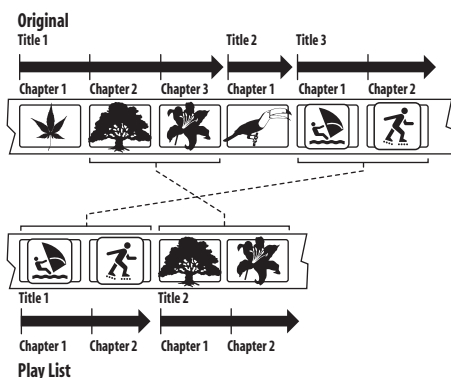 Original
Title 1 Title 2 Title 3
Chapter 1 Chapter 2 Chapter 3 Chapter 1 Chapter 1 Chapter 2
Title 1 Title 2
Chapter 1 Chapter 2 Chapter 1 Chapter 2
Play List